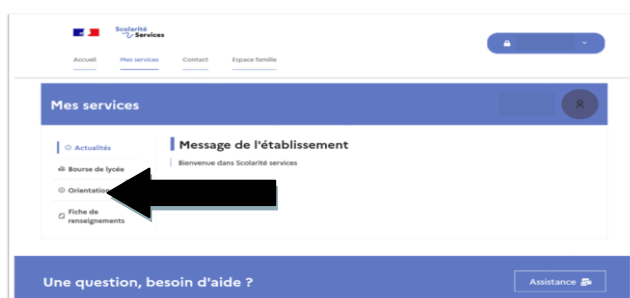 Scolarité
Services
Accueil Mes services Contact Espace famille
Mes services
Actualités
Bourse de lycée
Orientation
Fiche de
renseignements
Message de l'établissement
Bienvenue dans Scolarité services
Une question, besoin d'aide ?
Assistance